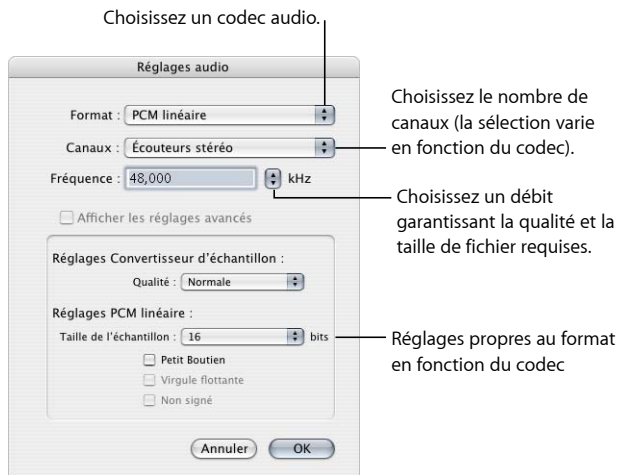 Choisissez un codec audio.
Réglages audio
Format : PCM linéaire
Canaux : Écouteurs stéréo
Fréquence : 48,000 kHz
Afficher les réglages avancés
Réglages Convertisseur d'échantillon :
Qualité : Normale
Réglages PCM linéaire :
Taille de l'échantillon : 16 bits
Petit Boutien
Virgule flottante
Non signé
Annuler OK
Choisissez le nombre de
canaux (la sélection varie
en fonction du codec).
Choisissez un débit
garantissant la qualité et la
taille de fichier requises.
Réglages propres au format
en fonction du codec